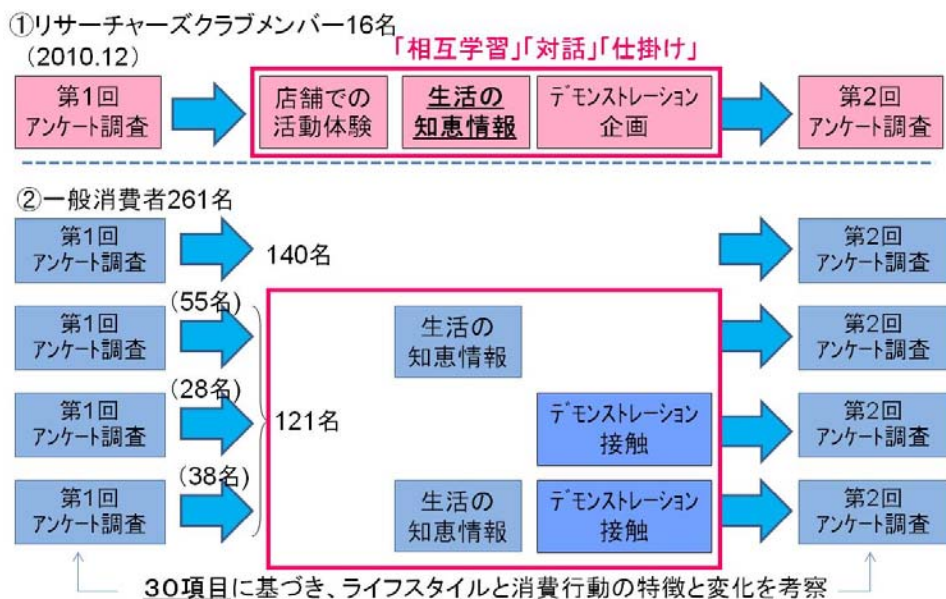 ①リサーチャーズクラブメンバー16名
(2010.12)
「相互学習」「対話」「仕掛け」
第1回
アンケート調査
店舗での
活動体験
生活の
知恵情報
デモンストレーション
企画
第2回
アンケート調査
②一般消費者261名
第1回
アンケート調査
140名
第2回
アンケート調査
第1回
アンケート調査
(55名)
生活の
知恵情報
第2回
アンケート調査
第1回
アンケート調査
(28名)
121名
デモンストレーション
接触
第2回
アンケート調査
第1回
アンケート調査
(38名)
生活の
知恵情報
デモンストレーション
接触
第2回
アンケート調査
30項目に基づき、ライフスタイルと消費行動の特徴と変化を考察